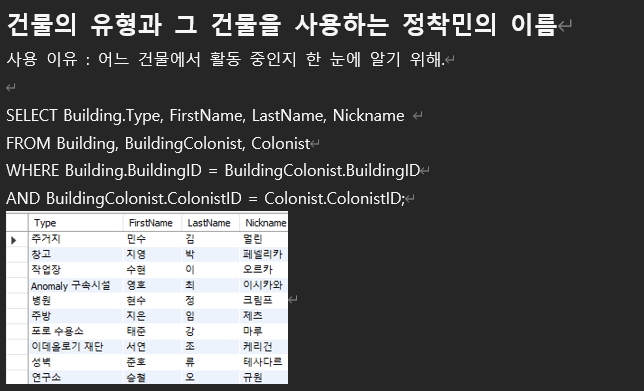 건물의 유형과 그 건물을 사용하는 정착민의 이름
사용 이유 : 어느 건물에서 활동 중인지 한 눈에 알기 위해.
SELECT Building.Type, FirstName, LastName, Nickname
FROM Building, BuildingColonist, Colonist
WHERE Building.BuildingID = BuildingColonist.BuildingID
AND BuildingColonist.ColonistID = Colonist.ColonistID;
Type FirstName LastName Nickname
주거지 민수 김 멀린
창고 지영 박 페넬리카
작업장 수현 이 오르카
Anomaly 구속시설 영호 최 이시카와
병원 현수 정 크림프
주방 지은 임 제츠
포로 수용소 태준 강 마루
이데올로기 재단 서연 조 케리건
성벽 준호 류 테사다르
연구소 승철 오 규원